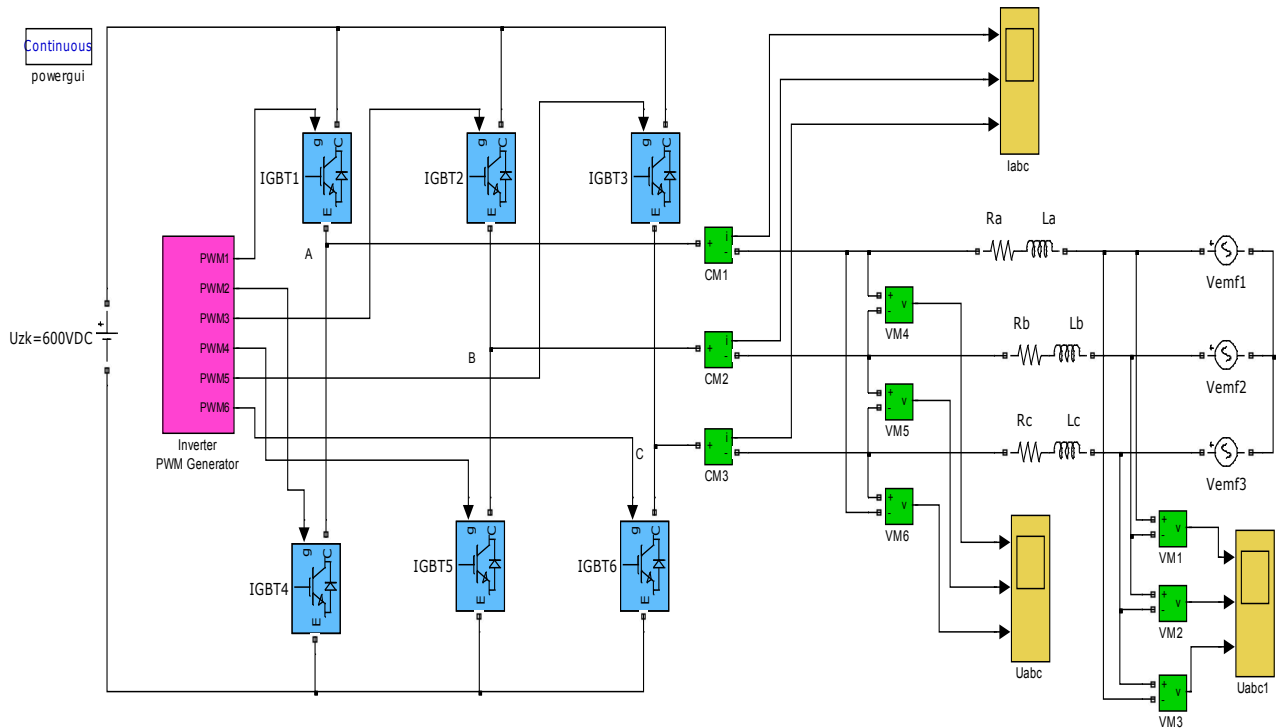 Continuous
powergui
Uzk=600VDC
+
PWM1
PWM2
PWM3
PWM4
PWM5
PWM6
Inverter
PWM Generator
g
C
E
IGBT1
g
C
E
IGBT2
g
C
E
IGBT3
g
C
E
IGBT4
g
C
E
IGBT5
g
C
E
IGBT6
A
B
C
+
-
i
CM1
+
-
i
CM2
+
-
i
CM3
Iabc
+
-
v
VM4
+
-
v
VM5
+
-
v
VM6
Uabc
Ra
La
Rb
Lb
Rc
Lc
+
Vemf1
+
Vemf2
+
Vemf3
+
-
v
VM1
+
-
v
VM2
+
-
v
VM3
Uabc1